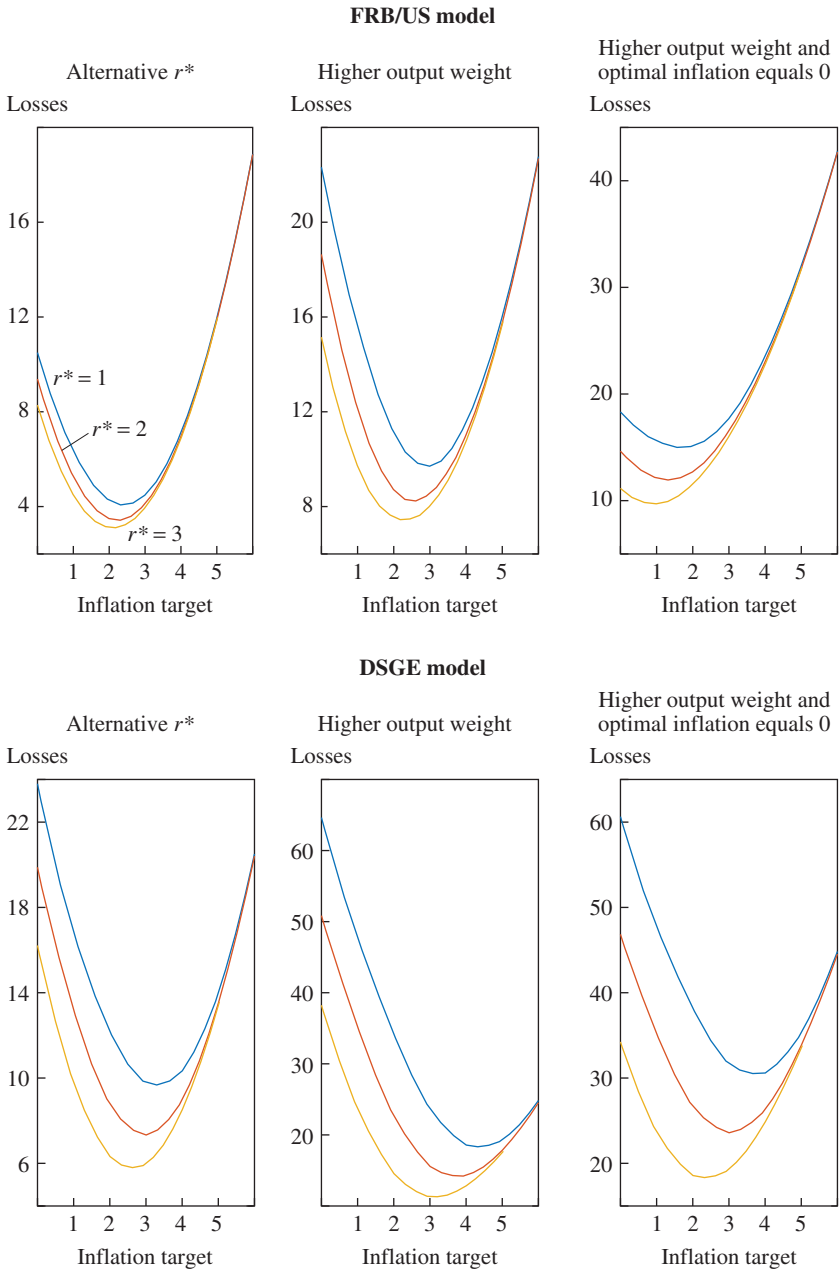 FRB/US model
Alternative r*
Higher output weight
Higher output weight and
optimal inflation equals 0
Losses
Losses
Losses
16
12
8
4
r* = 1
r* = 2
r* = 3
1 2 3 4 5
Inflation target
20
16
12
8
1 2 3 4 5
Inflation target
40
30
20
10
1 2 3 4 5
Inflation target
DSGE model
Alternative r*
Higher output weight
Higher output weight and
optimal inflation equals 0
Losses
Losses
Losses
22
18
14
10
6
1 2 3 4 5
Inflation target
60
50
40
30
20
1 2 3 4 5
Inflation target
60
50
40
30
20
1 2 3 4 5
Inflation target